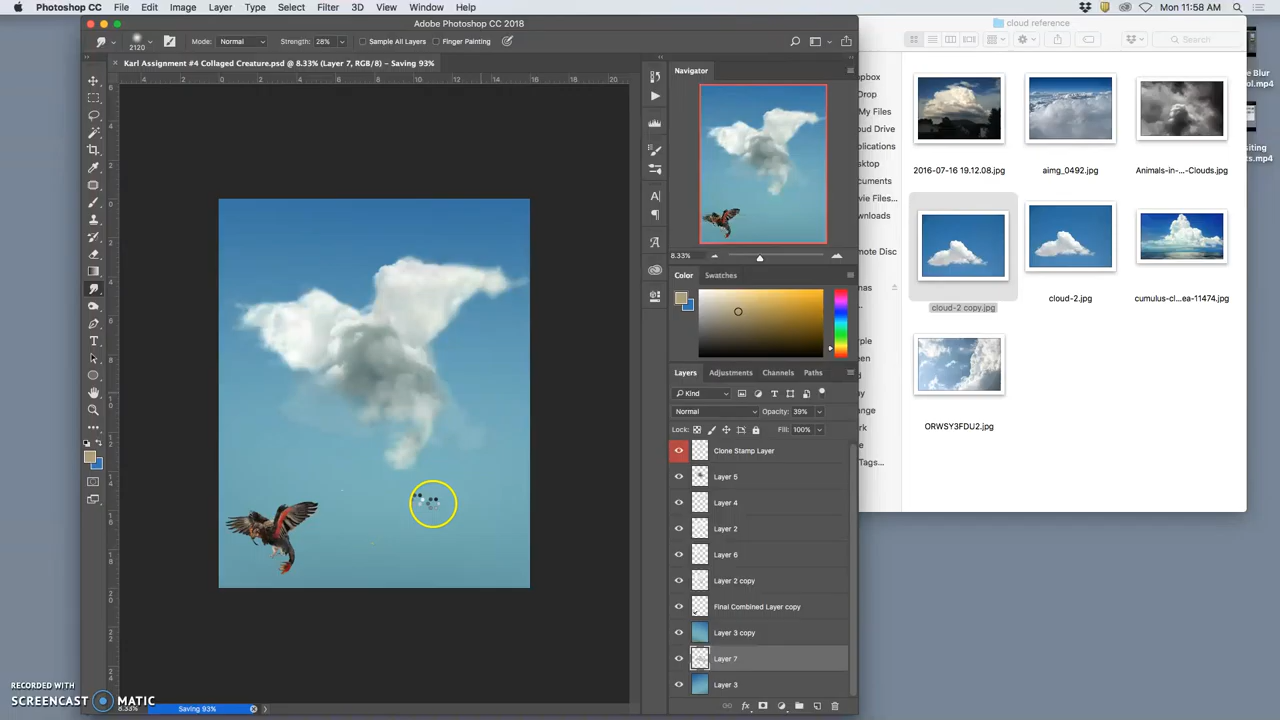 Photoshop CC File Edit Image Layer Type Select Filter 3D View Window Help Mon 11:58 AM
Adobe Photoshop CC 2018
cloud reference
2120 Mode: Normal Strength: 28% Sample All Layers Finger Painting
Search
Karl Assignment #4 Collaged Creature.psd @ 8.33% (Layer 7, RGB/8) – Saving 93%
Navigator
8.33%
Color Swatches
Layers Adjustments Channels Paths
Kind
Normal Opacity: 39%
Lock: Fill: 100%
Clone Stamp Layer
Layer 5
Layer 4
Layer 2
Layer 6
Layer 2 copy
Final Combined Layer copy
Layer 3 copy
Layer 7
Layer 3
My Files
2016-07-16 19.12.08.jpg
aimg_0492.jpg
Animals-in-...-Clouds.jpg
cloud-2 copy.jpg
cloud-2.jpg
cumulus-cl...ea-11474.jpg
ORWSY3FDU2.jpg
RECORDED WITH
SCREENCAST MATIC
8.33% Saving 93%